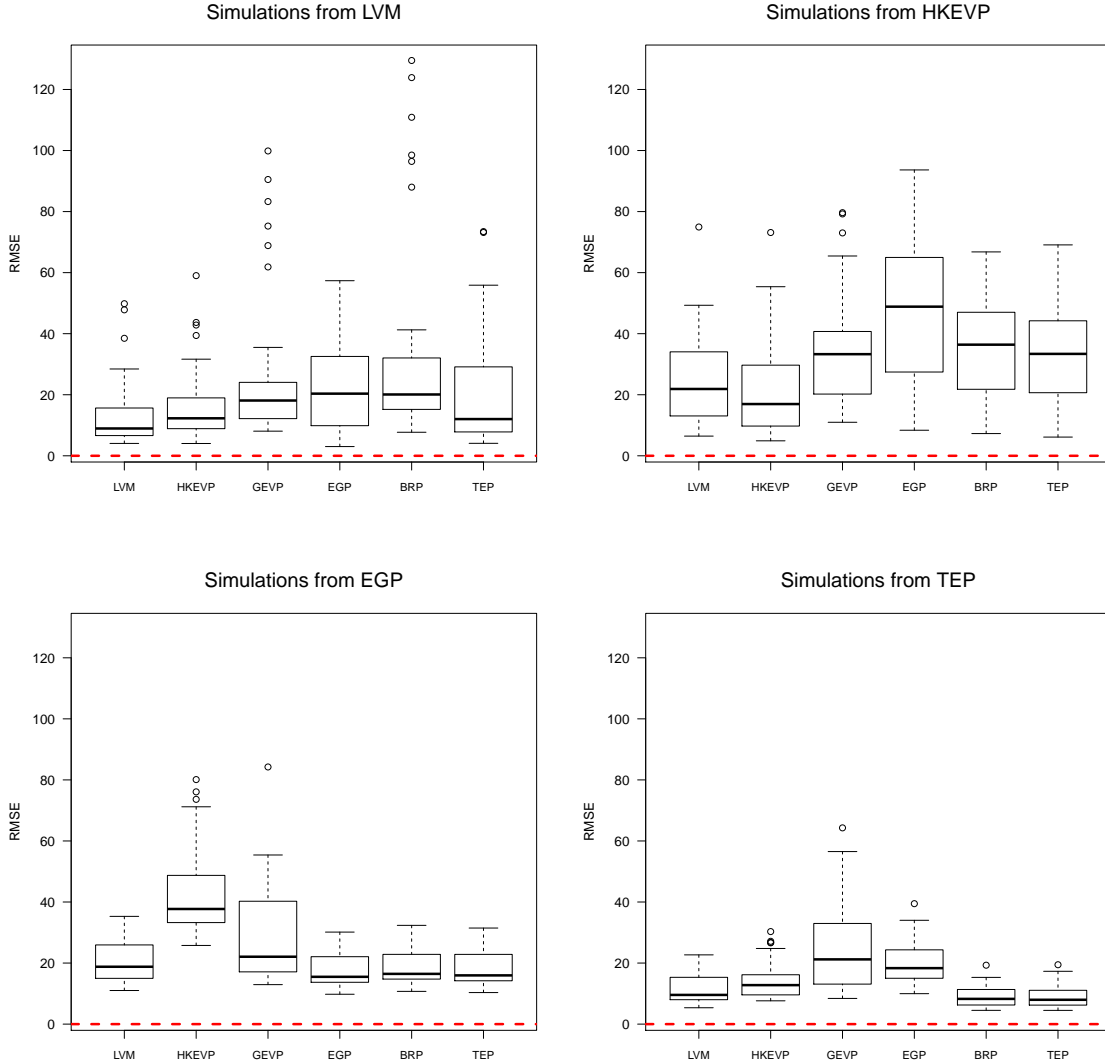 Simulations from LVM
120
100
80
60
40
20
0
RMSE
LVM HKEVP GEVP EGP BRP TEP
Simulations from HKEVP
120
100
80
60
40
20
0
RMSE
LVM HKEVP GEVP EGP BRP TEP
Simulations from EGP
120
100
80
60
40
20
0
RMSE
LVM HKEVP GEVP EGP BRP TEP
Simulations from TEP
120
100
80
60
40
20
0
RMSE
LVM HKEVP GEVP EGP BRP TEP